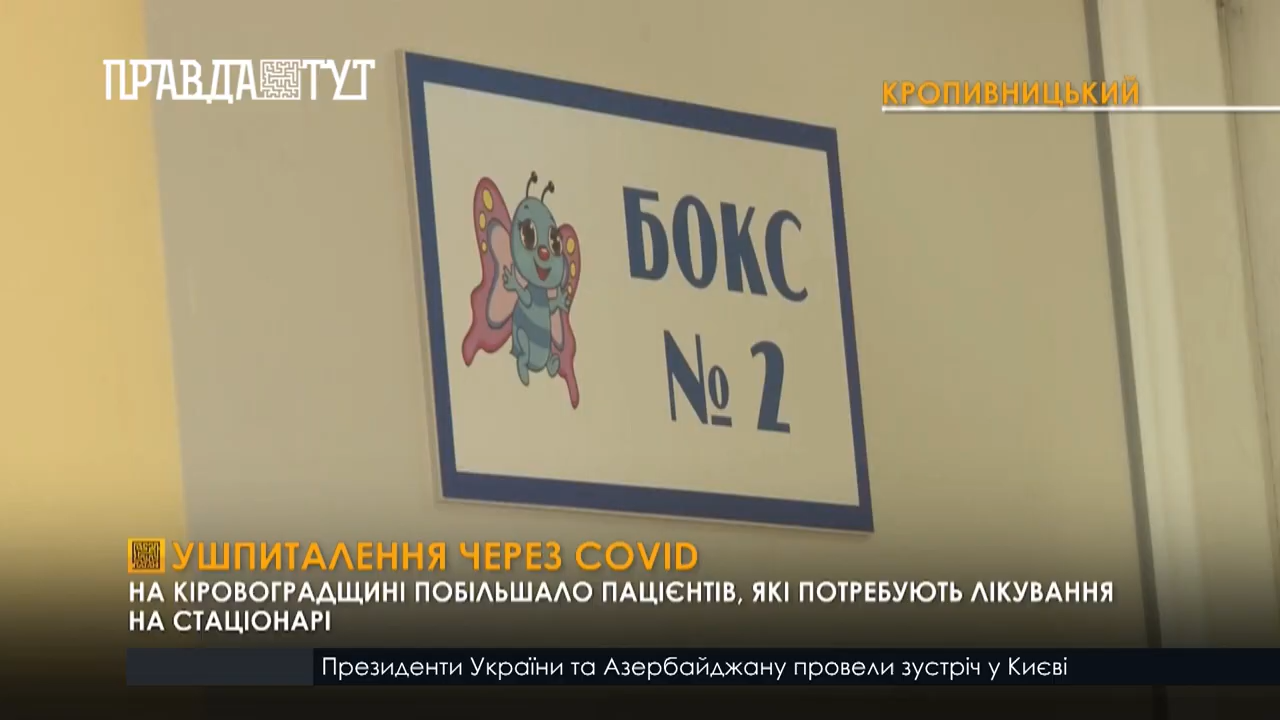 ПРАВДА ТУТ
КРОПИВНИЦЬКИЙ
БОКС
№ 2
УШПИТАЛЕННЯ ЧЕРЕЗ COVID
НА КІРОВОГРАДЩИНІ ПОБІЛЬШАЛО ПАЦІЄНТІВ, ЯКІ ПОТРЕБУЮТЬ ЛІКУВАННЯ
НА СТАЦІОНАРІ
Президенти України та Азербайджану провели зустріч у Києві